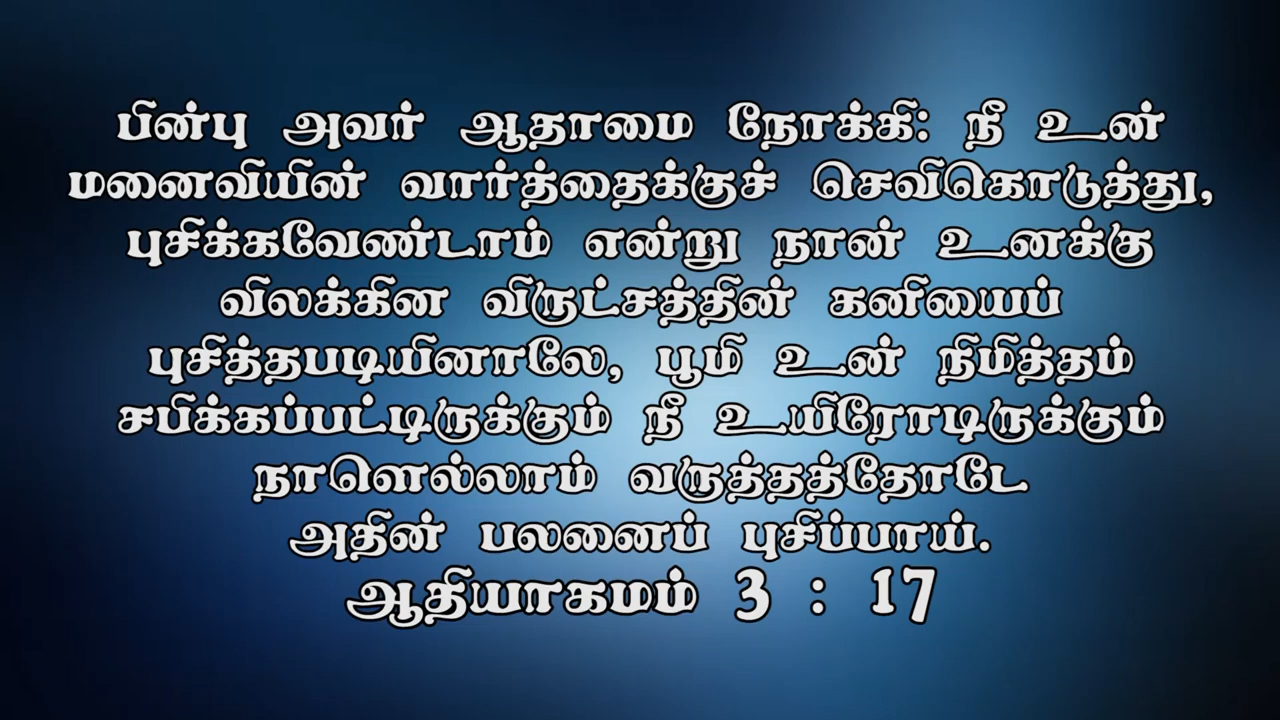 பின்பு அவர் ஆதாமை நோக்கி: நீ உன்
மனைவியின் வார்த்தைக்குச் செவிகொடுத்து,
புசிக்கவேண்டாம் என்று நான் உனக்கு
விலக்கின விருட்சத்தின் கனியைப்
புசித்தபடியினாலே, பூமி உன் நிமித்தம்
சபிக்கப்பட்டிருக்கும் நீ உயிரோடிருக்கும்
நாளெல்லாம் வருத்தத்தோடே
அதின் பலனைப் புசிப்பாய்.
ஆதியாகமம் 3 : 17